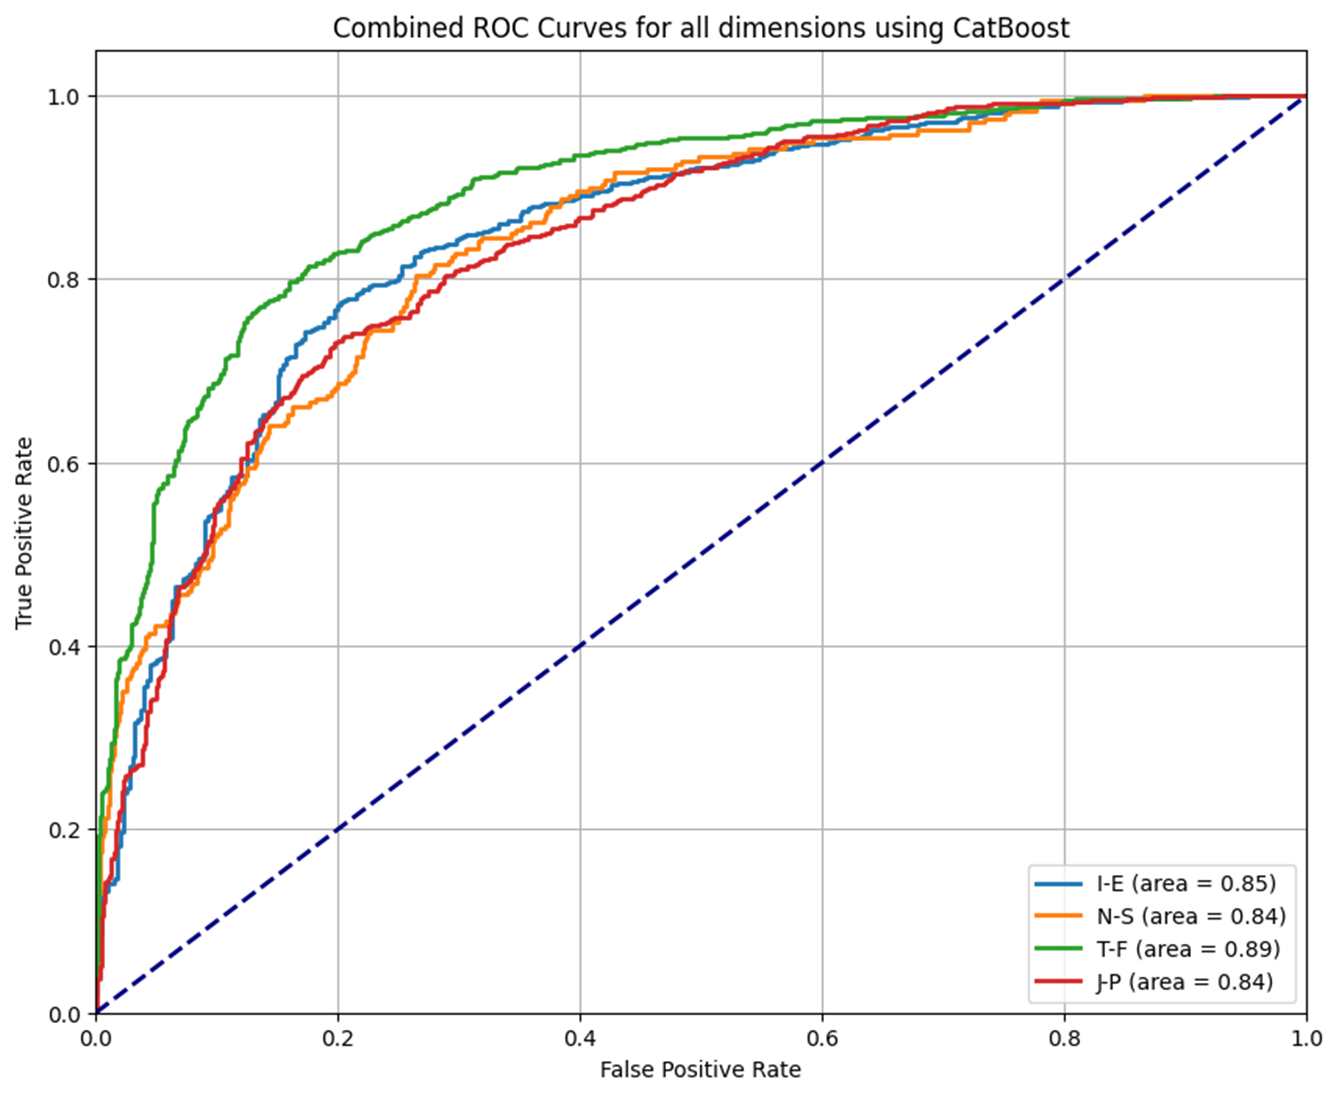 Combined ROC Curves for all dimensions using CatBoost
True Positive Rate
1.0
0.8
0.6
0.4
0.2
0.0
0.0 0.2 0.4 0.6 0.8 1.0
False Positive Rate
I-E (area = 0.85)
N-S (area = 0.84)
T-F (area = 0.89)
J-P (area = 0.84)